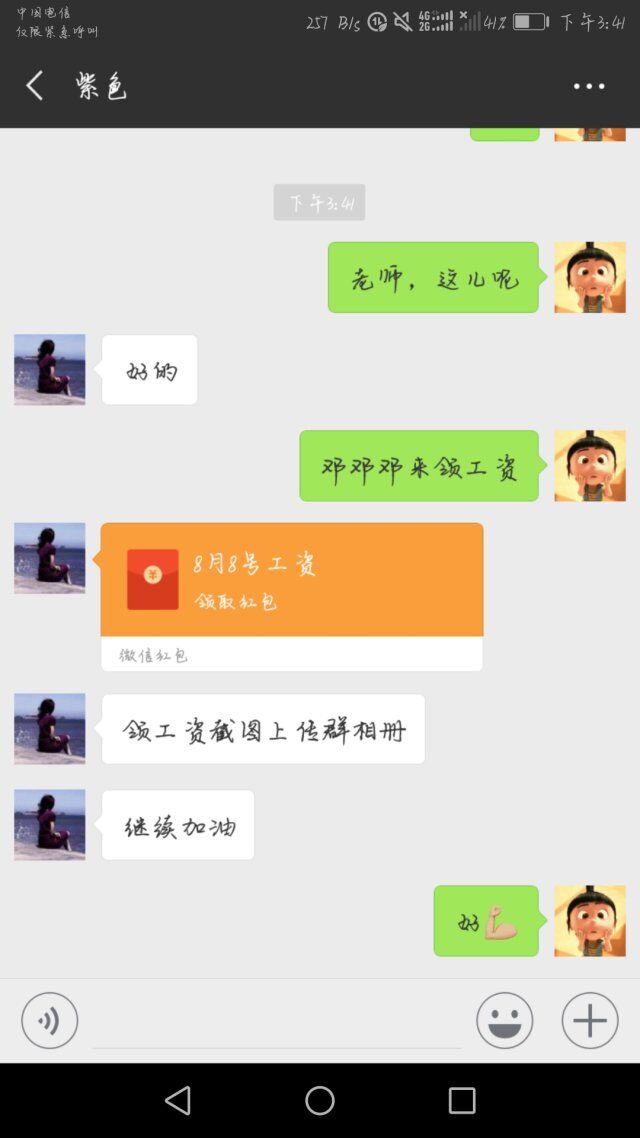 中国电信
仅限紧急呼叫
257 B/s 4G 2G 41% 下午3:41
紫色
下午3:41
老师，这儿呢
好的
邓邓邓来领工资
8月8号工资
领取红包
微信红包
领工资截图上传群相册
继续加油
好💪